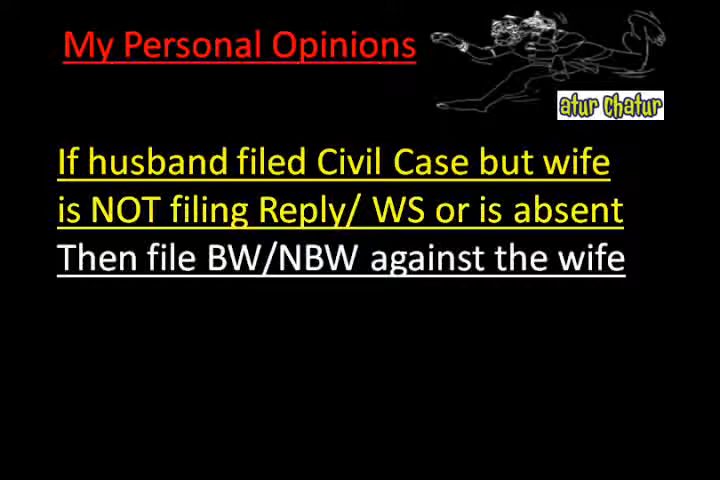 My Personal Opinions
atur chatur
If husband filed Civil Case but wife
is NOT filing Reply/ WS or is absent
Then file BW/NBW against the wife